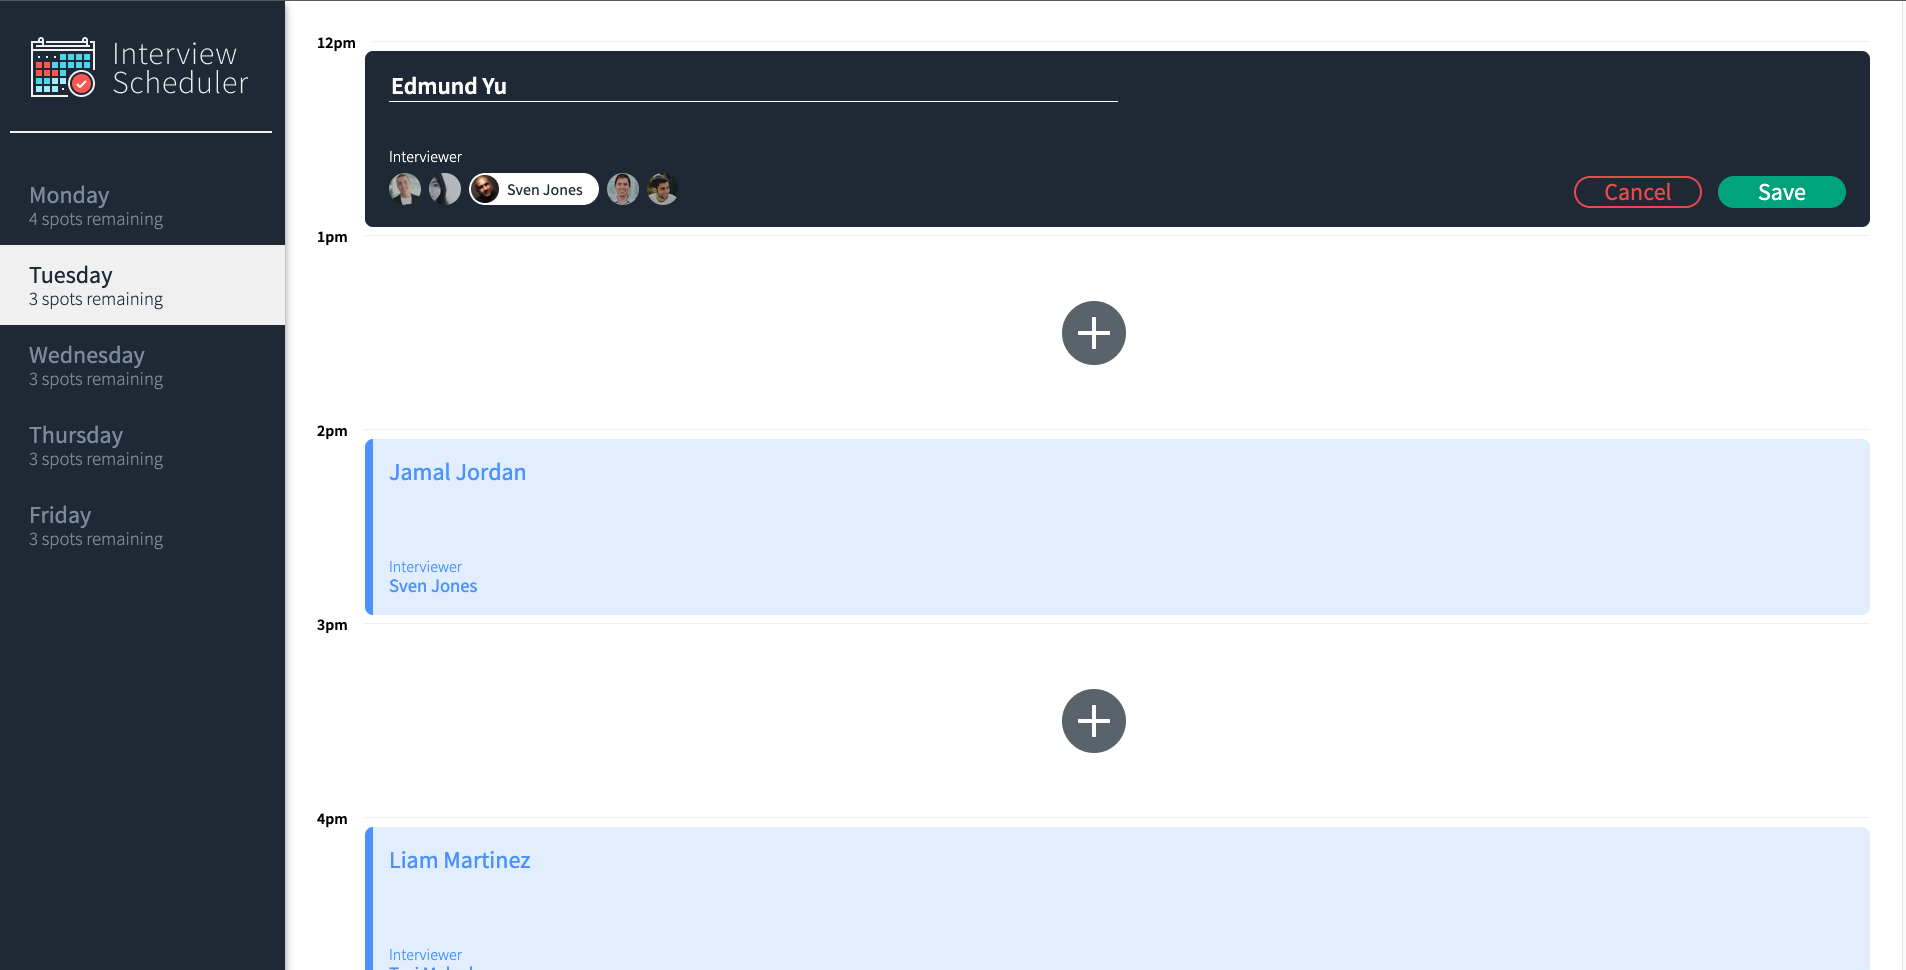 Interview
Scheduler
Monday
4 spots remaining
Tuesday
3 spots remaining
Wednesday
3 spots remaining
Thursday
3 spots remaining
Friday
3 spots remaining
12pm
Edmund Yu
Interviewer
Sven Jones
Cancel
Save
1pm
2pm
Jamal Jordan
Interviewer
Sven Jones
3pm
4pm
Liam Martinez
Interviewer